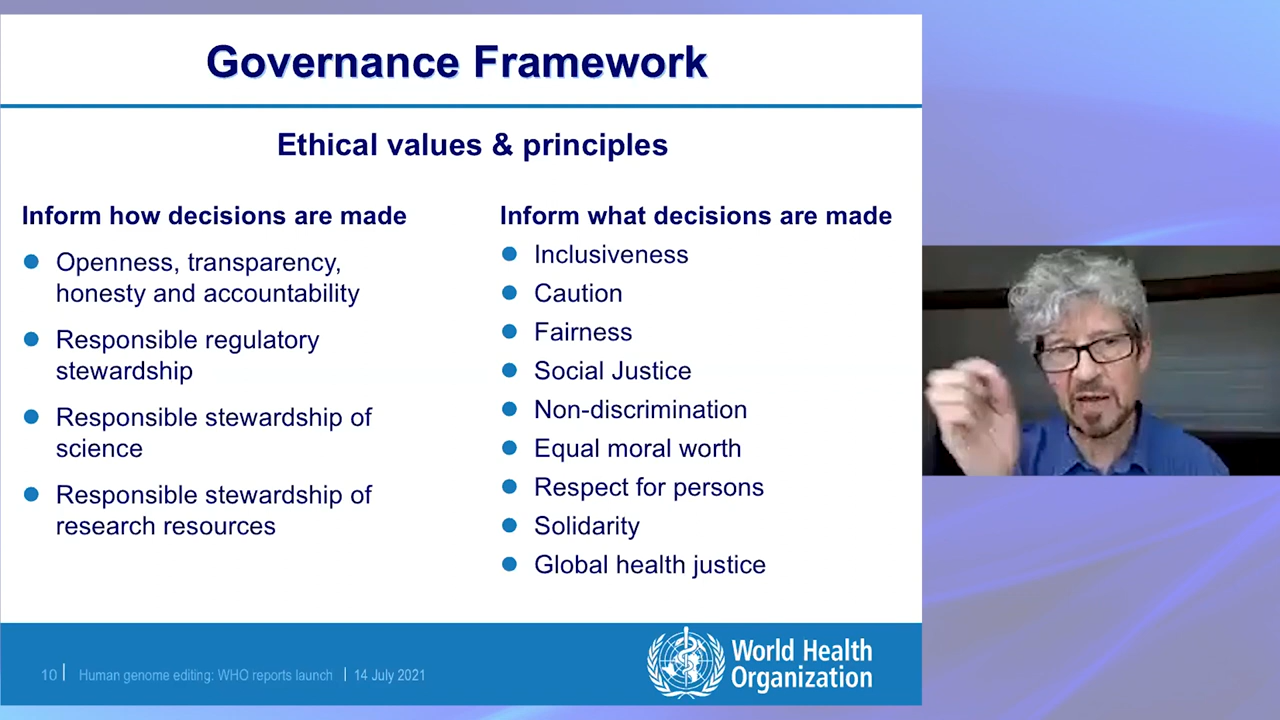 Governance Framework
Ethical values & principles
Inform how decisions are made
Openness, transparency,
honesty and accountability
Responsible regulatory
stewardship
Responsible stewardship of
science
Responsible stewardship of
research resources
Inform what decisions are made
Inclusiveness
Caution
Fairness
Social Justice
Non-discrimination
Equal moral worth
Respect for persons
Solidarity
Global health justice
10 | Human genome editing: WHO reports launch | 14 July 2021
World Health
Organization